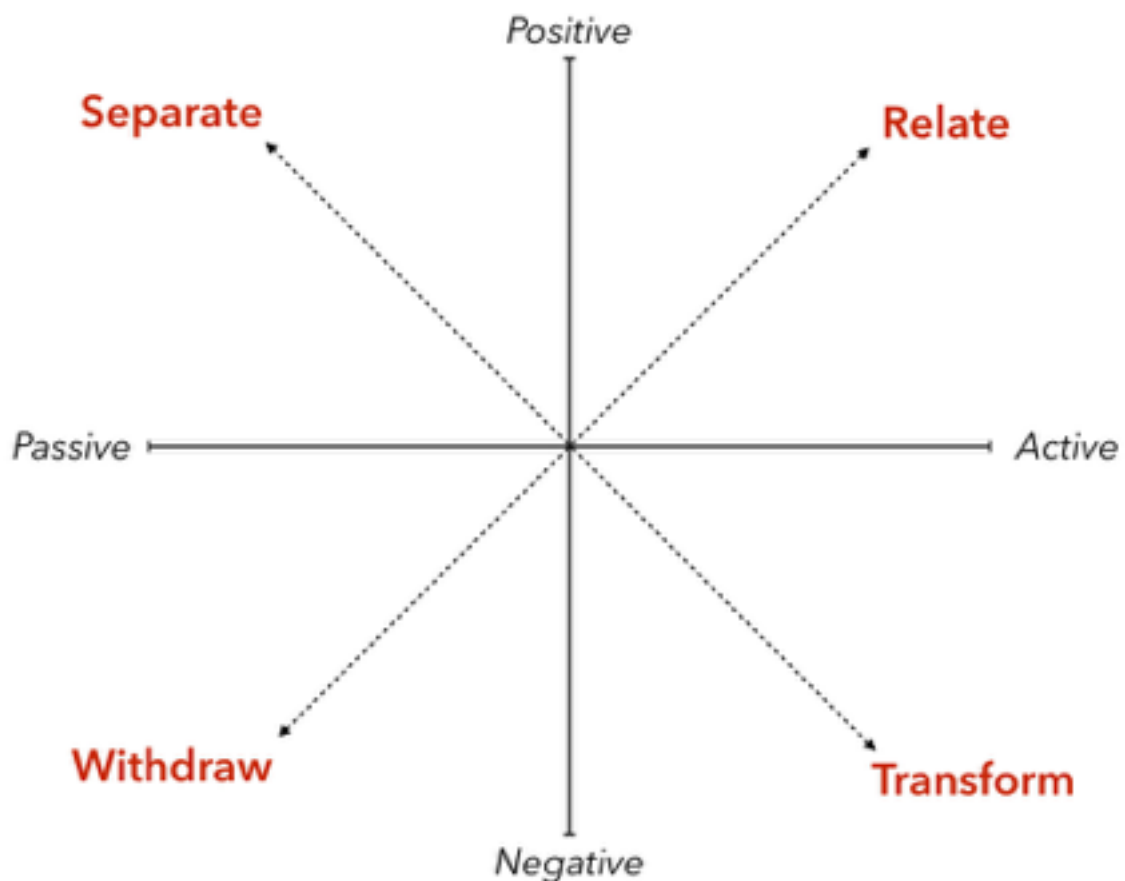 Positive
Separate
Relate
Passive
Active
Withdraw
Transform
Negative